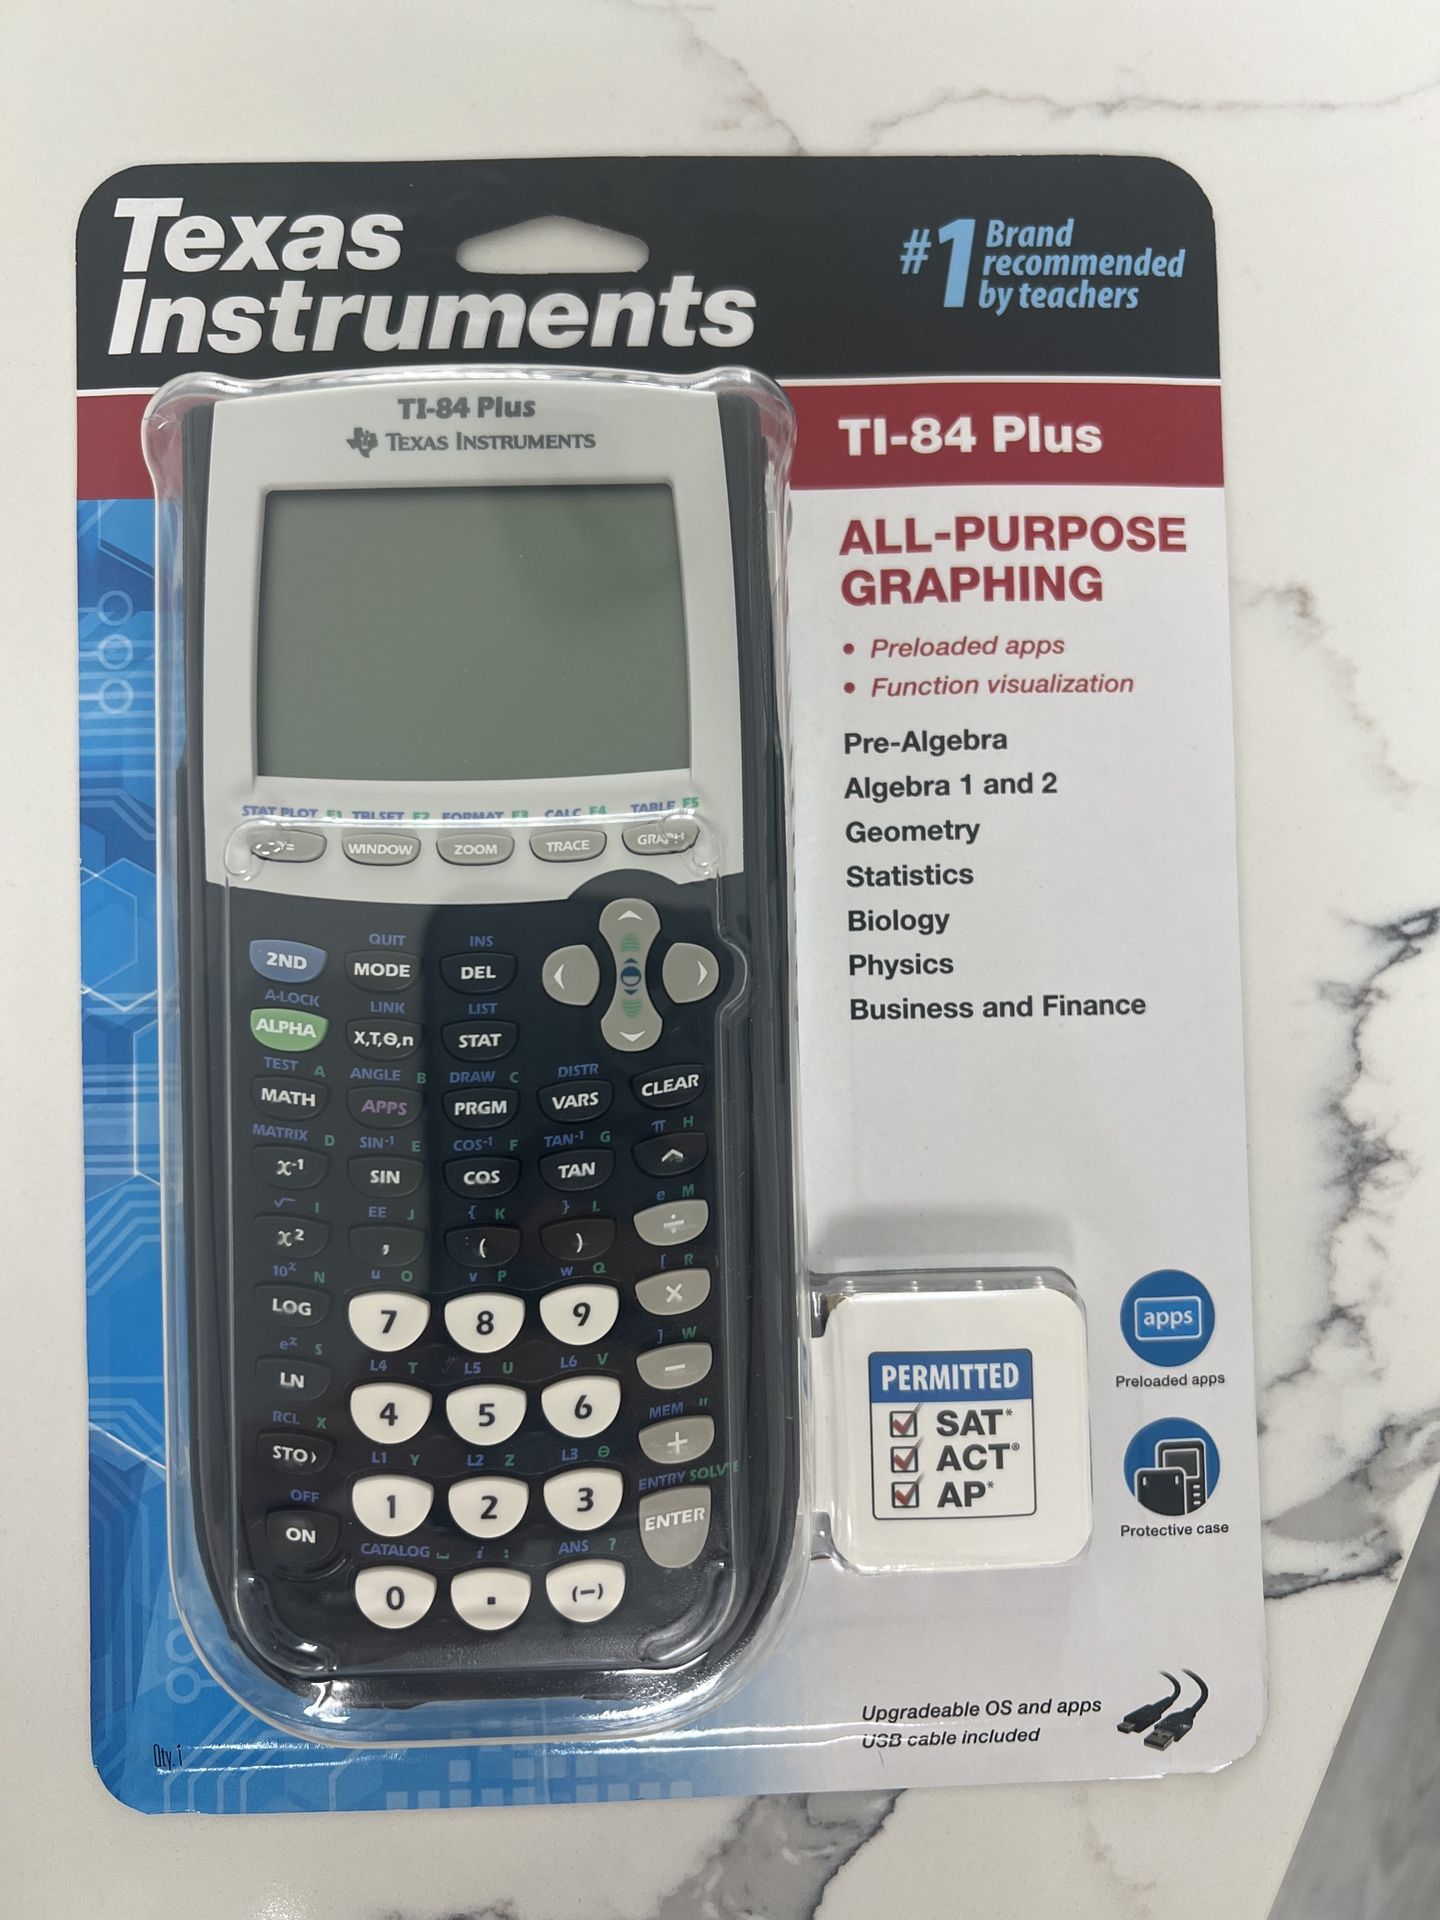 Texas
Instruments
#1 Brand
recommended
by teachers
TI-84 Plus
TEXAS INSTRUMENTS
TI-84 Plus
ALL-PURPOSE
GRAPHING
• Preloaded apps
• Function visualization
Pre-Algebra
Algebra 1 and 2
Geometry
Statistics
Biology
Physics
Business and Finance
STAT PLOT F1 TBLSET F2 FORMAT F3 CALC F4 TABLE F5
Y= WINDOW ZOOM TRACE GRAPH
QUIT INS
2ND MODE DEL
A-LOCK LINK LIST
ALPHA X,T,Θ,n STAT
TEST A ANGLE B DRAW C DISTR
MATH APPS PRGM VARS CLEAR
MATRIX D SIN⁻¹ E COS⁻¹ F TAN⁻¹ G π H
x⁻¹ SIN COS TAN ^
√ I EE J { K } L e M
x² , ( ) ÷
10ˣ N u O v P w Q [ R
LOG 7 8 9 ×
eˣ S L4 T L5 U L6 V ] W
LN 4 5 6 −
RCL X L1 Y L2 Z L3 θ MEM "
STO› 1 2 3 +
OFF CATALOG i : ANS ? ENTRY SOLVE
ON 0 . (−) ENTER
PERMITTED
SAT*
ACT®
AP*
apps
Preloaded apps
Protective case
Upgradeable OS and apps
USB cable included
Qty. 1